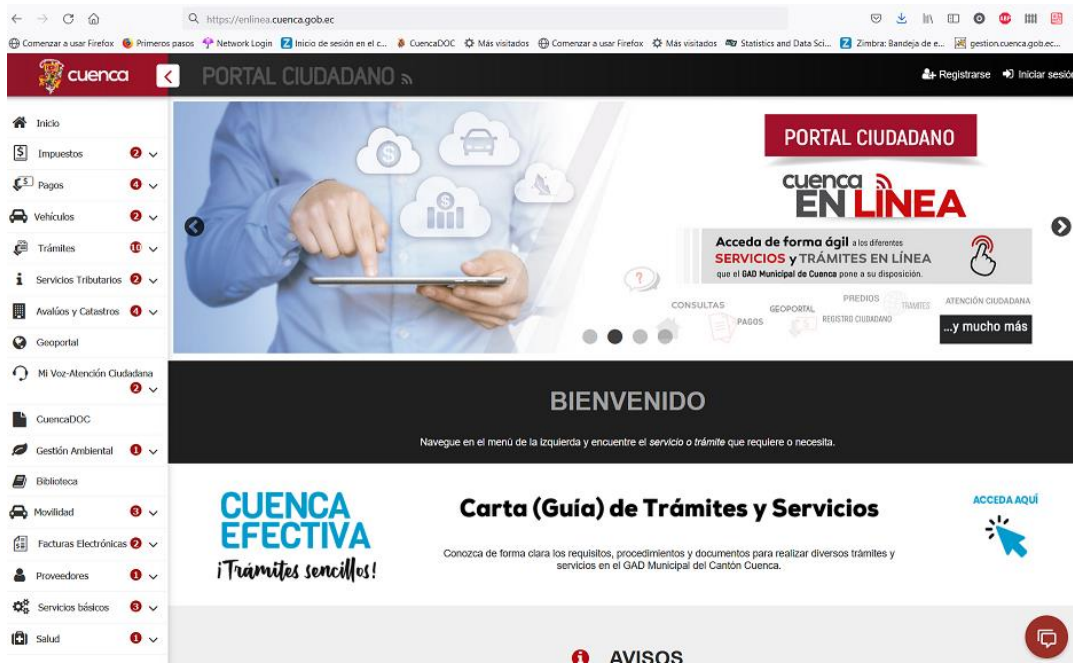 https://enlinea.cuenca.gob.ec
Comenzar a usar Firefox
Primeros pasos
Network Login
Inicio de sesión en el c...
CuencaDOC
Más visitados
Comenzar a usar Firefox
Más visitados
Statistics and Data Sci...
Zimbra: Bandeja de e...
gestion.cuenca.gob.ec...
cuenca
PORTAL CIUDADANO
Registrarse
Iniciar sesión
Inicio
Impuestos 2
Pagos 4
Vehículos 2
Trámites 10
Servicios Tributarios 2
Avalúos y Catastros 4
Geoportal
Mi Voz-Atención Ciudadana
2
CuencaDOC
Gestión Ambiental 1
Biblioteca
Movilidad 3
Facturas Electrónicas 2
Proveedores 1
Servicios básicos 3
Salud 1
PORTAL CIUDADANO
cuenca
EN LÍNEA
Acceda de forma ágil a los diferentes
SERVICIOS y TRÁMITES EN LÍNEA
que el GAD Municipal de Cuenca pone a su disposición.
CONSULTAS
PAGOS
GEOPORTAL
PREDIOS
REGISTRO CIUDADANO
TRAMITES
ATENCIÓN CIUDADANA
...y mucho más
BIENVENIDO
Navegue en el menú de la izquierda y encuentre el servicio o trámite que requiere o necesita.
CUENCA
EFECTIVA
¡Trámites sencillos!
Carta (Guía) de Trámites y Servicios
Conozca de forma clara los requisitos, procedimientos y documentos para realizar diversos trámites y
servicios en el GAD Municipal del Cantón Cuenca.
ACCEDA AQUÍ
AVISOS